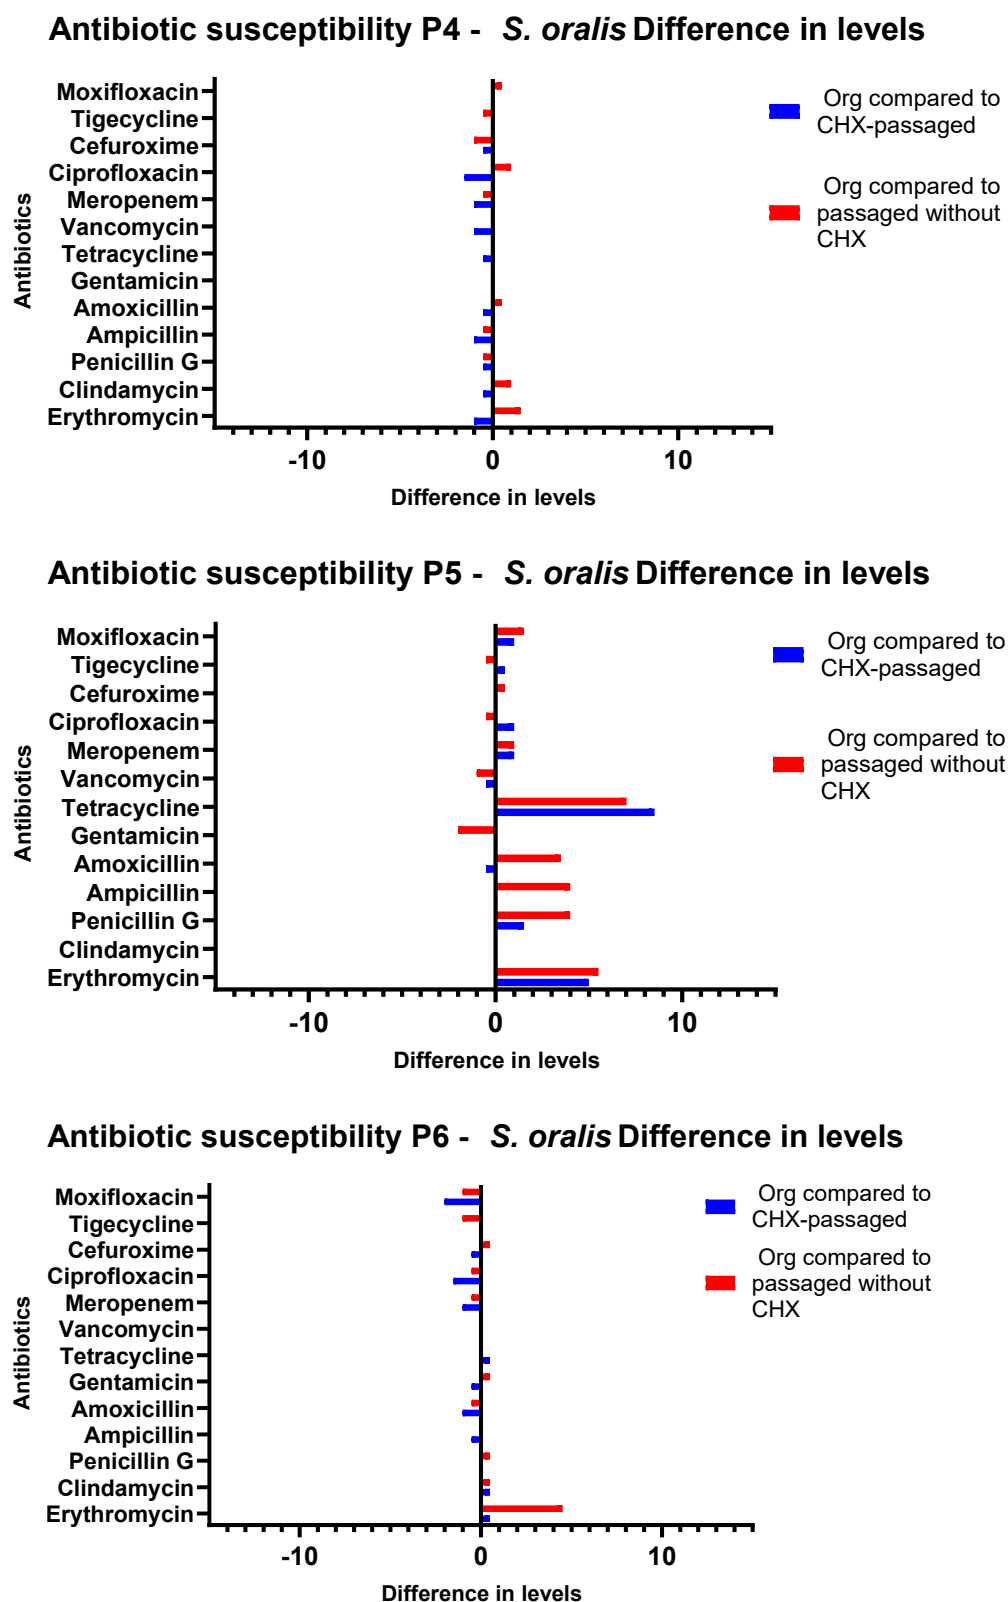 Antibiotic susceptibility P4 - S. oralis Difference in levels
Moxifloxacin
Tigecycline
Cefuroxime
Ciprofloxacin
Meropenem
Vancomycin
Tetracycline
Gentamicin
Amoxicillin
Ampicillin
Penicillin G
Clindamycin
Erythromycin
Antibiotics
-10 0 10
Difference in levels
Org compared to
CHX-passaged
Org compared to
passaged without
CHX
Antibiotic susceptibility P5 - S. oralis Difference in levels
Moxifloxacin
Tigecycline
Cefuroxime
Ciprofloxacin
Meropenem
Vancomycin
Tetracycline
Gentamicin
Amoxicillin
Ampicillin
Penicillin G
Clindamycin
Erythromycin
Antibiotics
-10 0 10
Difference in levels
Org compared to
CHX-passaged
Org compared to
passaged without
CHX
Antibiotic susceptibility P6 - S. oralis Difference in levels
Moxifloxacin
Tigecycline
Cefuroxime
Ciprofloxacin
Meropenem
Vancomycin
Tetracycline
Gentamicin
Amoxicillin
Ampicillin
Penicillin G
Clindamycin
Erythromycin
Antibiotics
-10 0 10
Difference in levels
Org compared to
CHX-passaged
Org compared to
passaged without
CHX